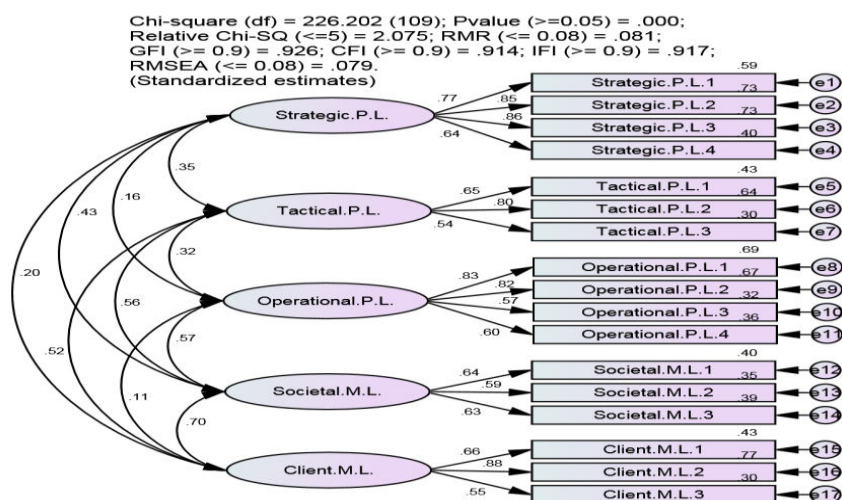 Chi-square (df) = 226.202 (109); Pvalue (>=0.05) = .000;
Relative Chi-SQ (<=5) = 2.075; RMR (<= 0.08) = .081;
GFI (>= 0.9) = .926; CFI (>= 0.9) = .914; IFI (>= 0.9) = .917;
RMSEA (<= 0.08) = .079.
(Standardized estimates)
.59
.77
Strategic.P.L.1
.73
e1
.85
Strategic.P.L.2
.73
e2
Strategic.P.L.
.86
Strategic.P.L.3
.40
e3
.64
Strategic.P.L.4
e4
.35
.43
.65
Tactical.P.L.1
.64
e5
.16
.43
Tactical.P.L.
.80
Tactical.P.L.2
.30
e6
.54
Tactical.P.L.3
e7
.32
.69
.20
.83
Operational.P.L.1
.67
e8
.56
Operational.P.L.
.82
Operational.P.L.2
.32
e9
.57
Operational.P.L.3
.36
e10
.60
Operational.P.L.4
e11
.57
.52
.40
.64
Societal.M.L.1
.35
e12
.11
Societal.M.L.
.59
Societal.M.L.2
.39
e13
.63
Societal.M.L.3
e14
.70
.43
.66
Client.M.L.1
.77
e15
Client.M.L.
.88
Client.M.L.2
.30
e16
.55
Client.M.L.3
e17